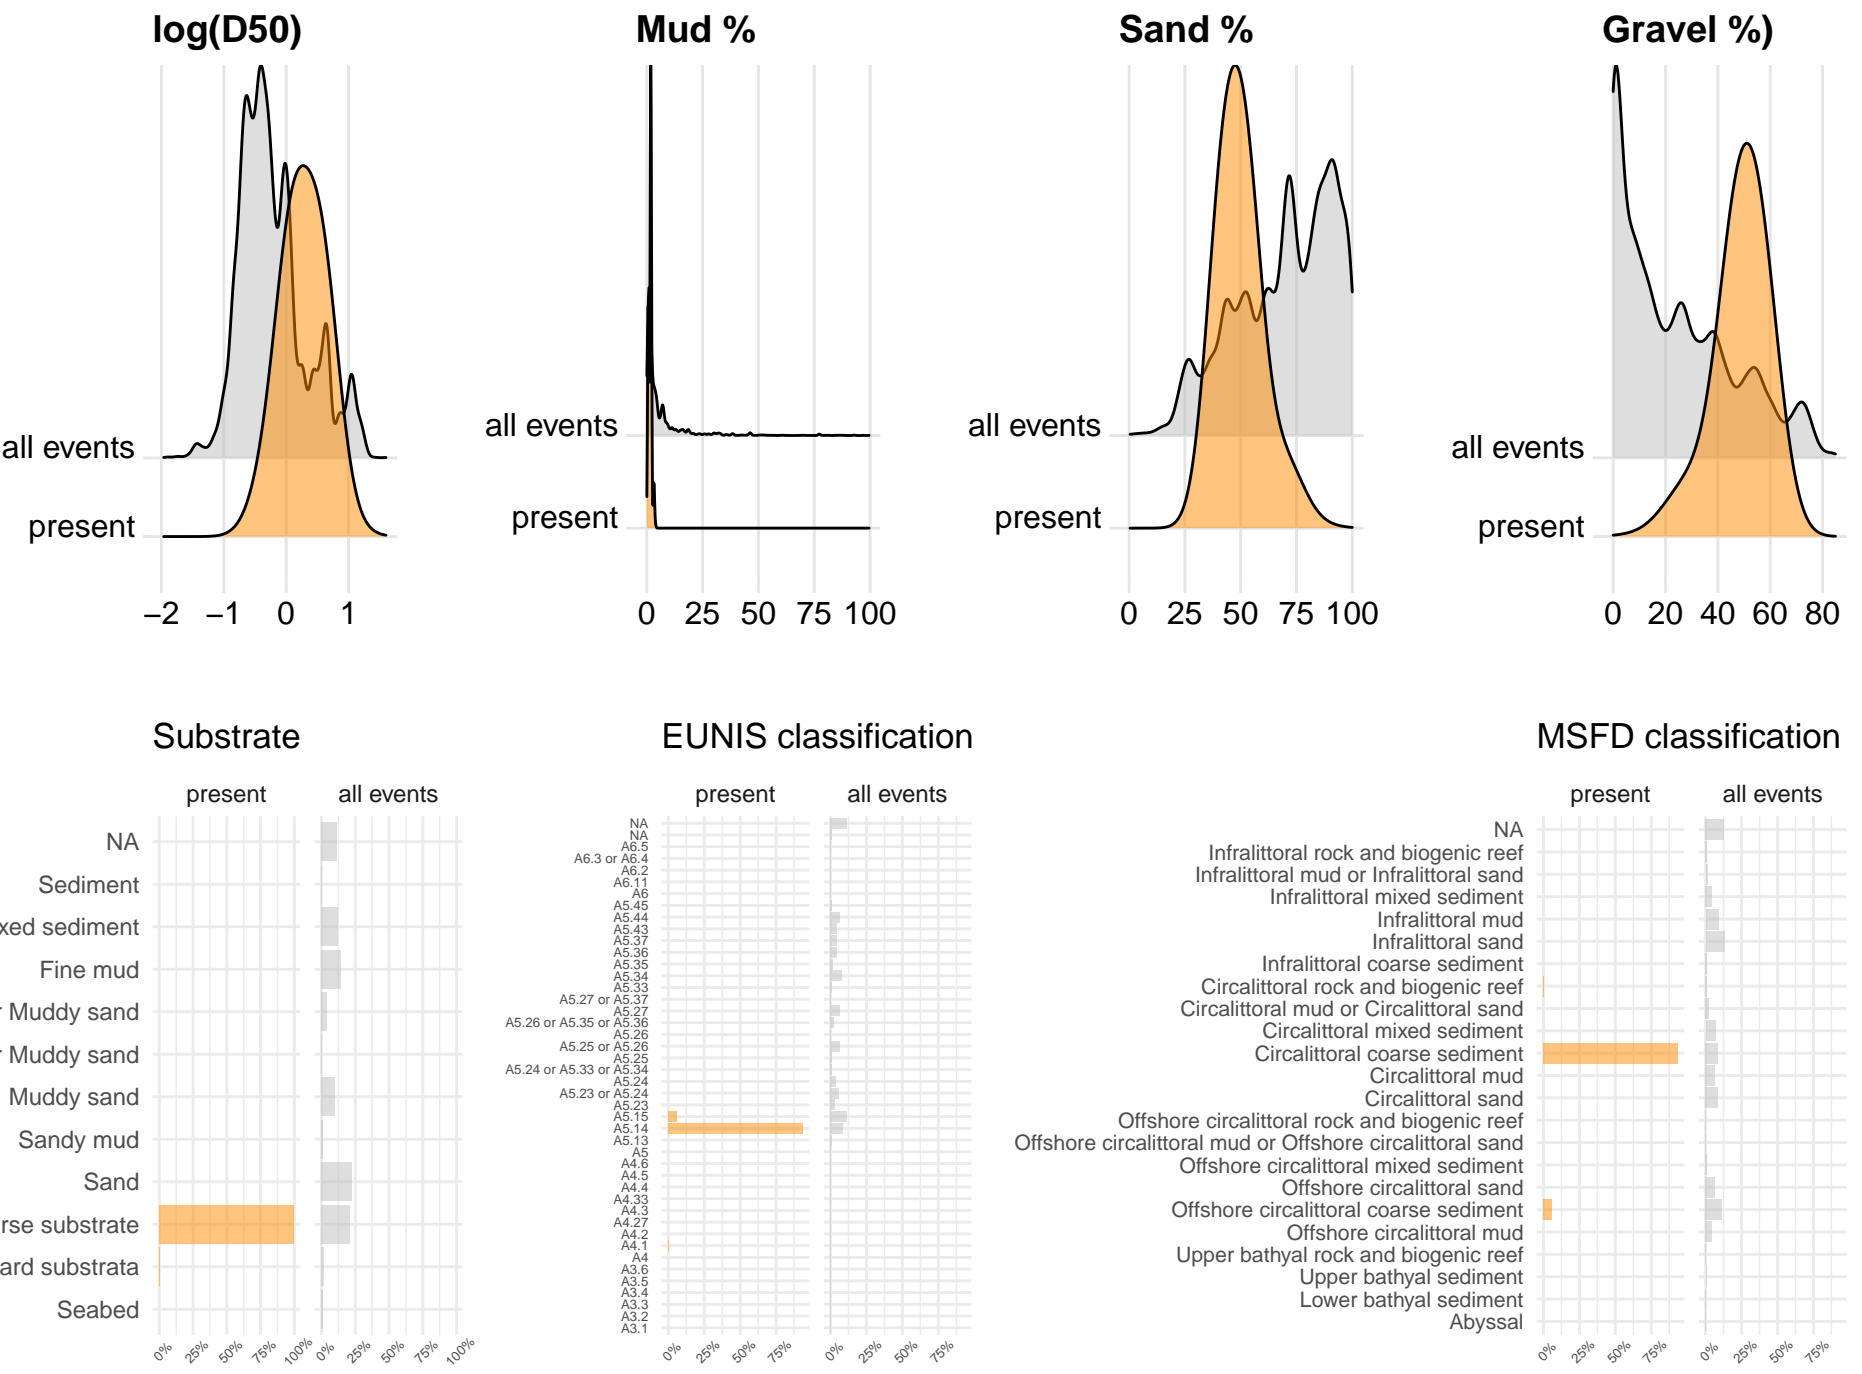 log(D50)
all events
present
−2 −1 0 1
Mud %
all events
present
0 25 50 75 100
Sand %
all events
present
0 25 50 75 100
Gravel %)
all events
present
0 20 40 60 80
Substrate
present all events
NA
Sediment
xed sediment
Fine mud
r Muddy sand
r Muddy sand
Muddy sand
Sandy mud
Sand
rse substrate
ard substrata
Seabed
0% 25% 50% 75% 100% 0% 25% 50% 75% 100%
EUNIS classification
present all events
NA
NA
A6.5
A6.3 or A6.4
A6.2
A6.11
A6
A5.45
A5.44
A5.43
A5.37
A5.36
A5.35
A5.34
A5.33
A5.27 or A5.37
A5.27
A5.26 or A5.35 or A5.36
A5.26
A5.25 or A5.26
A5.25
A5.24 or A5.33 or A5.34
A5.24
A5.23 or A5.24
A5.23
A5.15
A5.14
A5.13
A5
A4.6
A4.5
A4.4
A4.33
A4.3
A4.27
A4.2
A4.1
A4
A3.6
A3.5
A3.4
A3.3
A3.2
A3.1
0% 25% 50% 75% 0% 25% 50% 75%
MSFD classification
present all events
NA
Infralittoral rock and biogenic reef
Infralittoral mud or Infralittoral sand
Infralittoral mixed sediment
Infralittoral mud
Infralittoral sand
Infralittoral coarse sediment
Circalittoral rock and biogenic reef
Circalittoral mud or Circalittoral sand
Circalittoral mixed sediment
Circalittoral coarse sediment
Circalittoral mud
Circalittoral sand
Offshore circalittoral rock and biogenic reef
Offshore circalittoral mud or Offshore circalittoral sand
Offshore circalittoral mixed sediment
Offshore circalittoral sand
Offshore circalittoral coarse sediment
Offshore circalittoral mud
Upper bathyal rock and biogenic reef
Upper bathyal sediment
Lower bathyal sediment
Abyssal
0% 25% 50% 75% 0% 25% 50% 75%